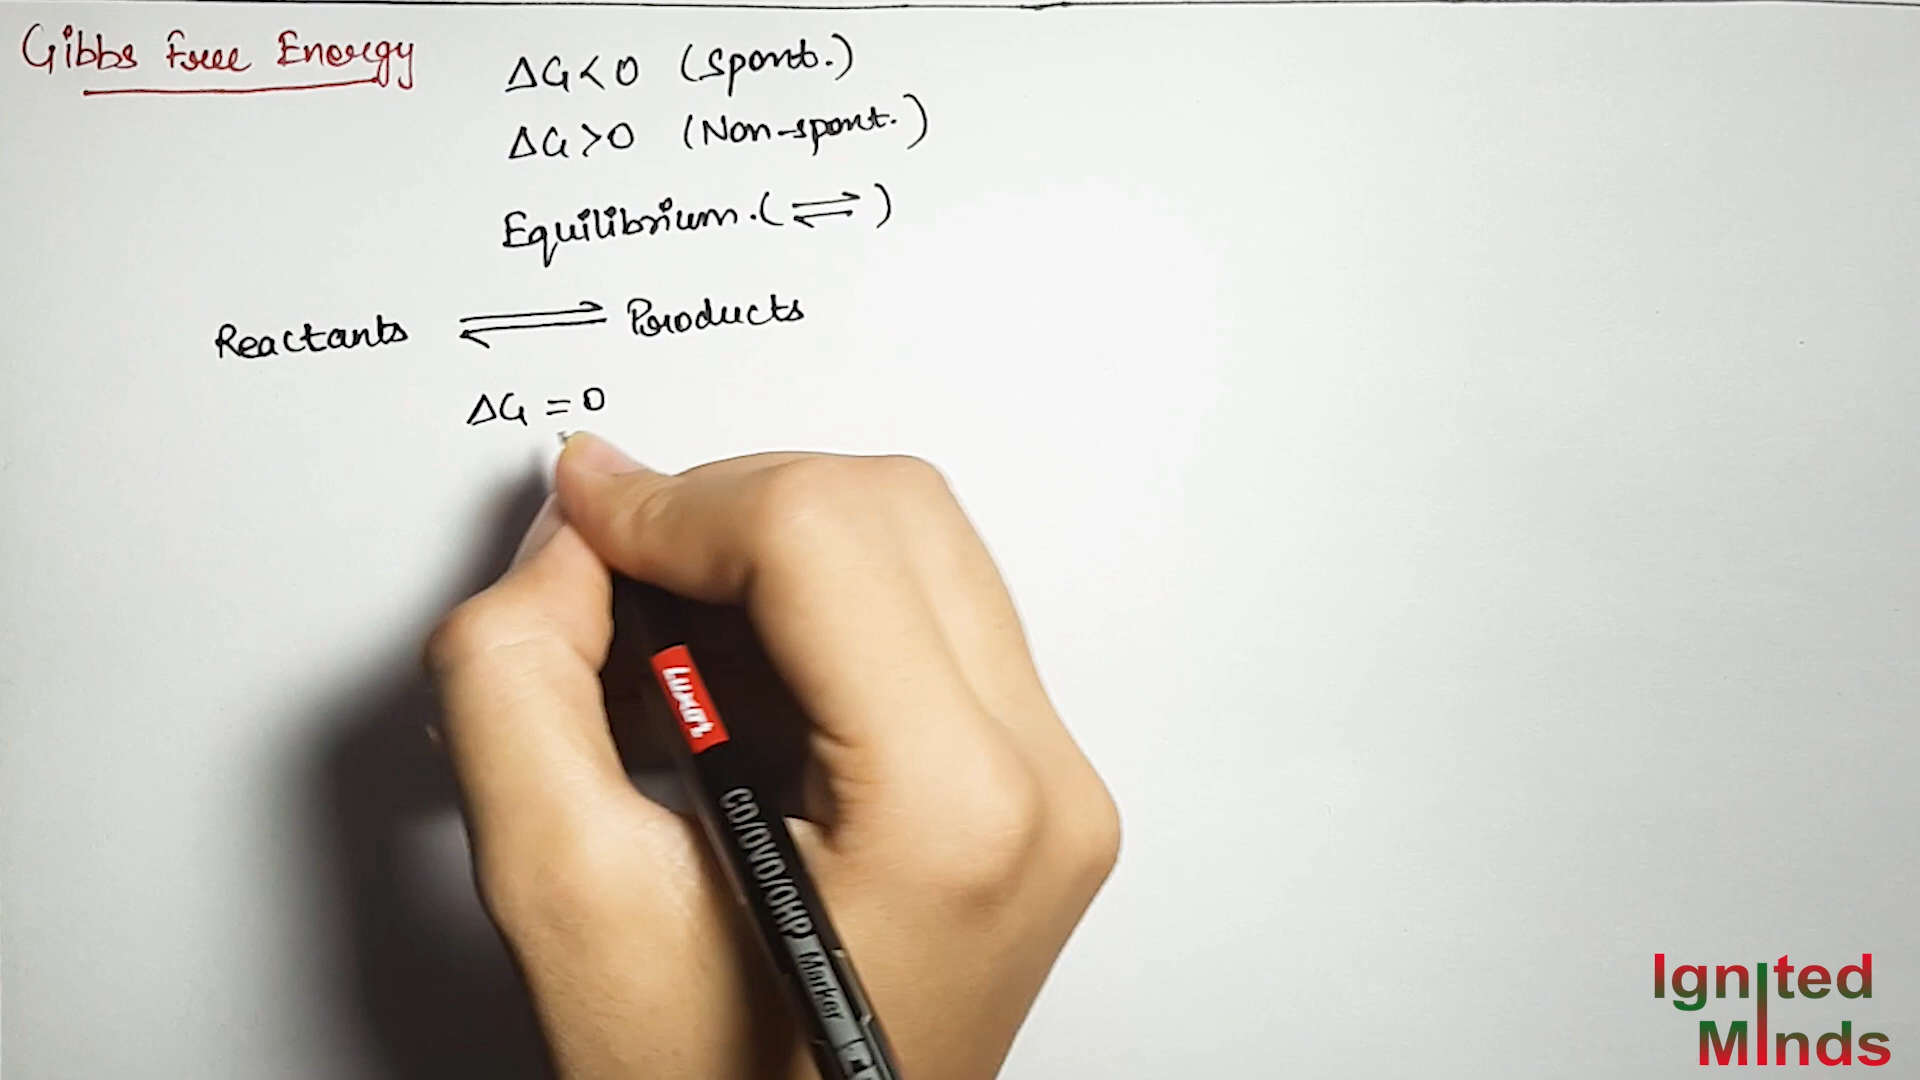 Gibbs Free Energy
ΔG < 0 (Spont.)
ΔG > 0 (Non-spont.)
Equilibrium. (⇌)
Reactants ⇌ Products
ΔG = 0
Luxor
CD/DVD/OHP Marker
Ignited
Minds